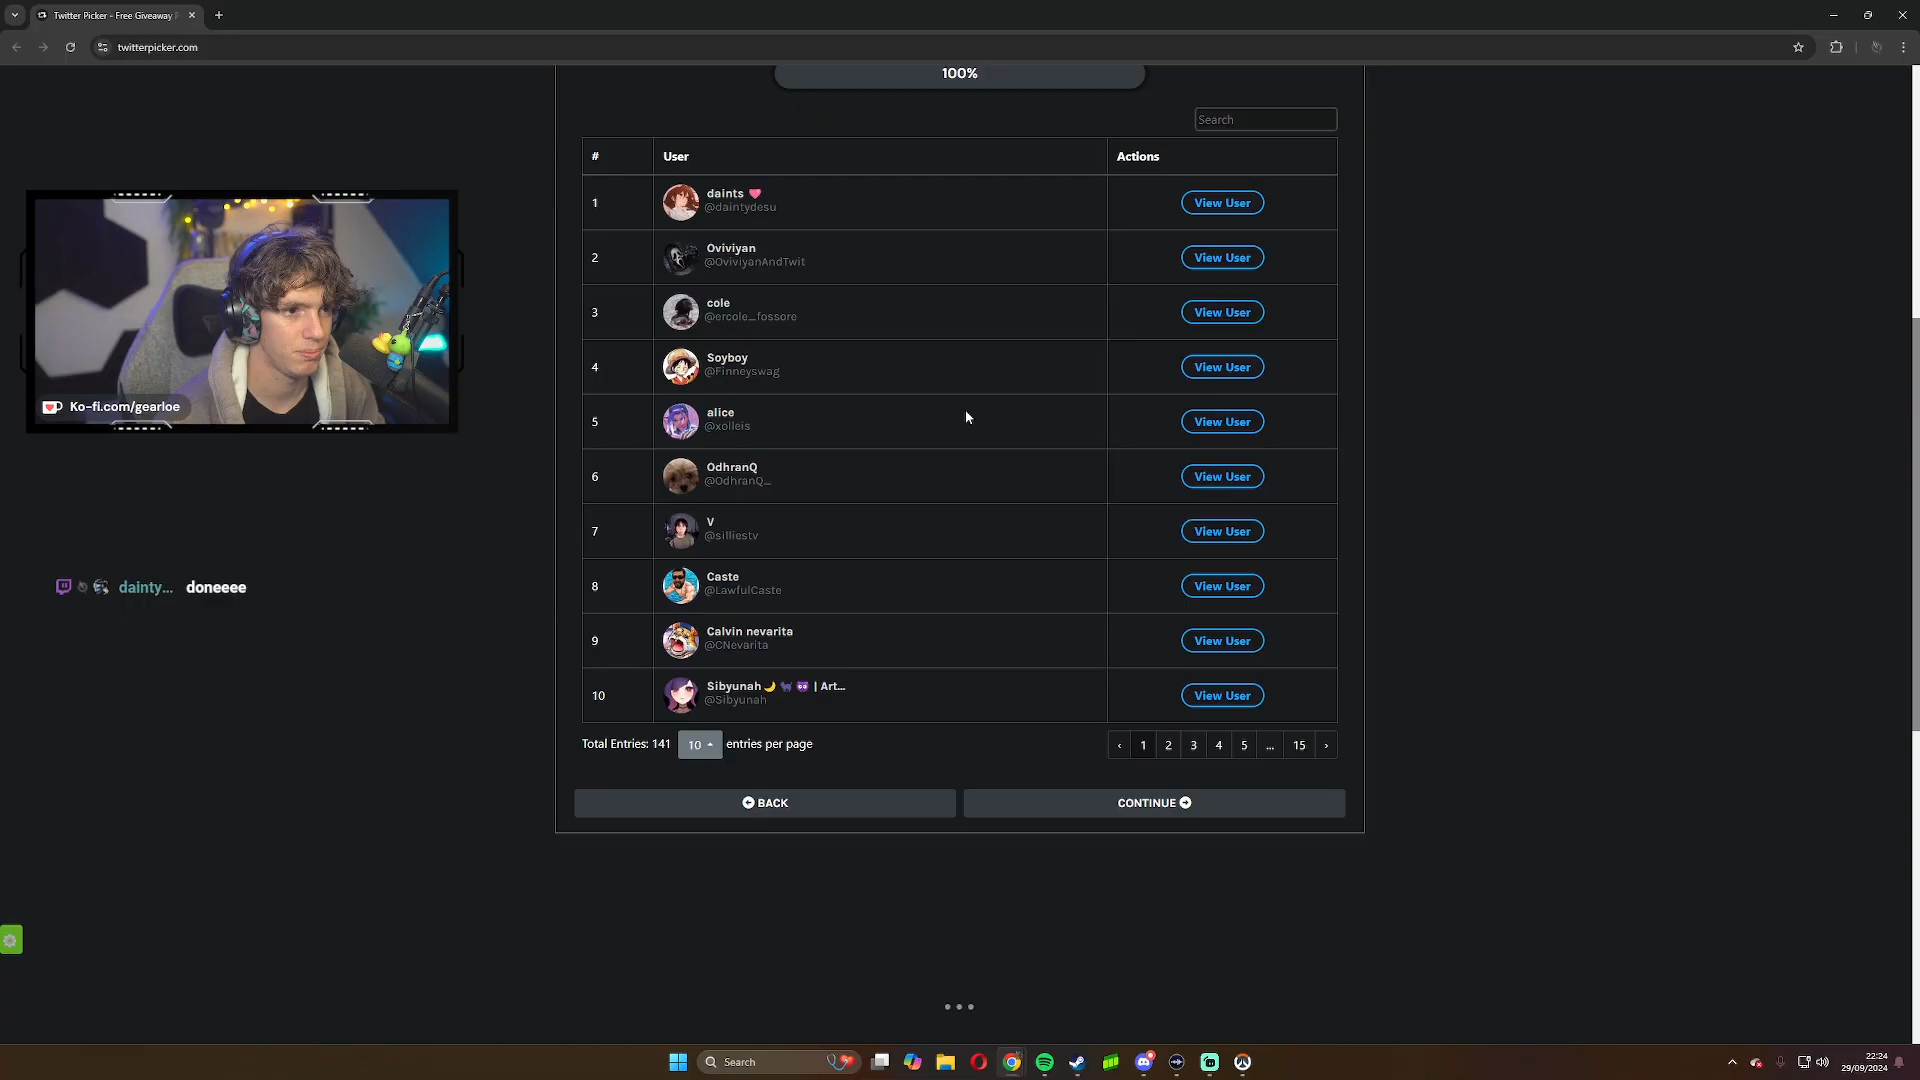 Twitter Picker - Free Giveaway
twitterpicker.com
100%
Search
# User Actions
1 daints @daintydesu View User
2 Oviviyan @OviviyanAndTwit View User
3 cole @ercole_fossore View User
4 Soyboy @Finneyswag View User
5 alice @xolleis View User
6 OdhranQ @OdhranQ_ View User
7 V @silliestv View User
8 Caste @LawfulCaste View User
9 Calvin nevarita @CNevarita View User
10 Sibyunah🌙🐈‍⬛😈 | Art... @Sibyunah View User
Total Entries: 141 10 entries per page ‹ 1 2 3 4 5 ... 15 ›
BACK CONTINUE
Ko-fi.com/gearloe
dainty... doneeee
Search
22:24
29/09/2024